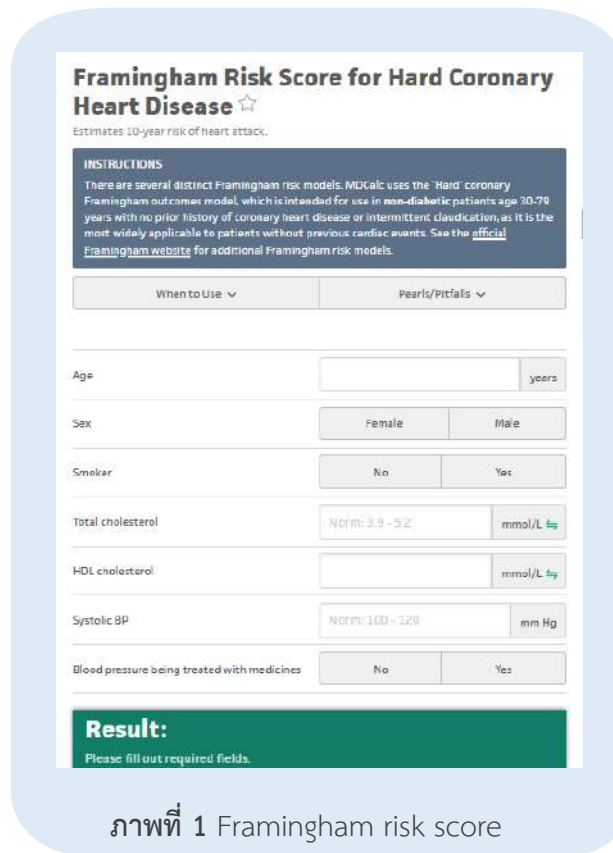 Framingham Risk Score for Hard Coronary
Heart Disease ☆
Estimates 10-year risk of heart attack.
INSTRUCTIONS
There are several distinct Framingham risk models. MDCalc uses the 'Hard' coronary
Framingham outcomes model, which is intended for use in non-diabetic patients age 30-79
years with no prior history of coronary heart disease or intermittent claudication, as it is the
most widely applicable to patients without previous cardiac events. See the official
Framingham website for additional Framingham risk models.
When to Use Pearls/Pitfalls
Age years
Sex Female Male
Smoker No Yes
Total cholesterol Norm: 3.9 - 5.2 mmol/L
HDL cholesterol mmol/L
Systolic BP Norm: 100 - 120 mm Hg
Blood pressure being treated with medicines No Yes
Result:
Please fill out required fields.
ภาพที่ 1 Framingham risk score